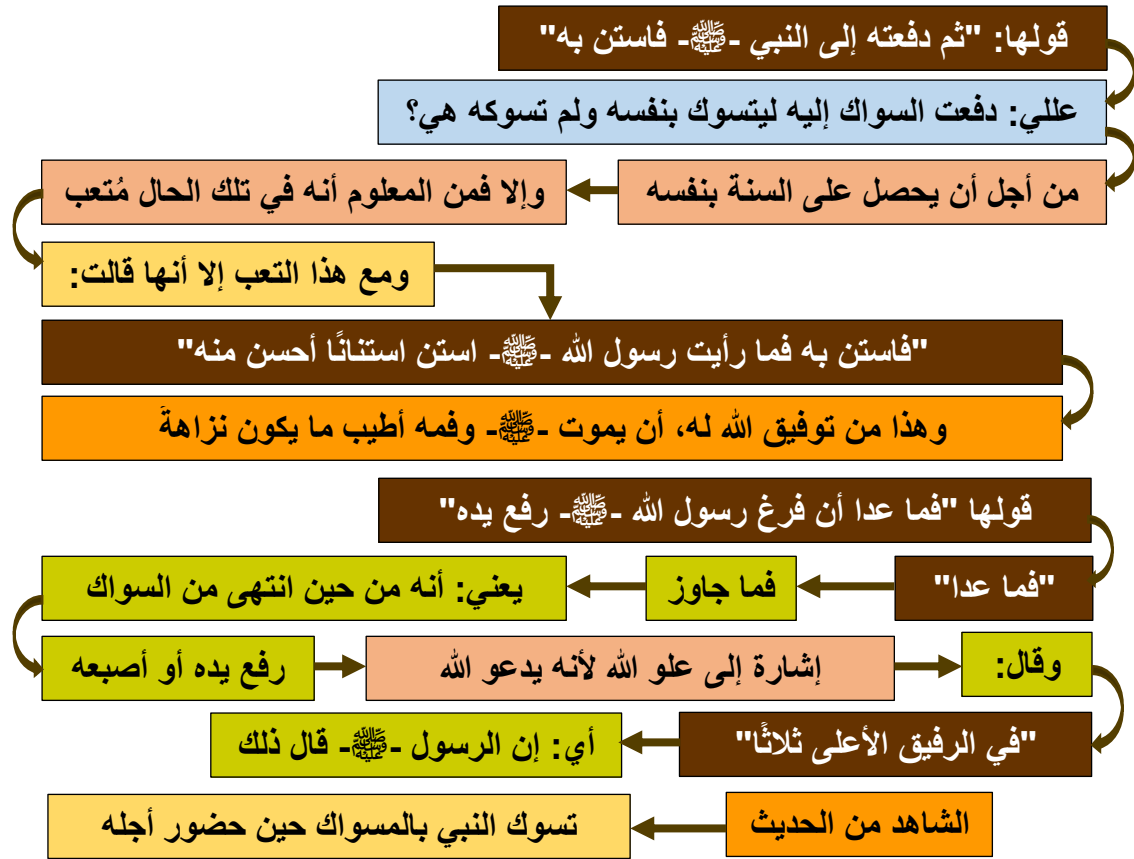 قولها: "ثم دفعته إلى النبي -ﷺ- فاستن به"
عللي: دفعت السواك إليه ليتسوك بنفسه ولم تسوكه هي؟
من أجل أن يحصل على السنة بنفسه
وإلا فمن المعلوم أنه في تلك الحال مُتعب
ومع هذا التعب إلا أنها قالت:
"فاستن به فما رأيت رسول الله -ﷺ- استن استنانًا أحسن منه"
وهذا من توفيق الله له، أن يموت -ﷺ- وفمه أطيب ما يكون نزاهةً
قولها "فما عدا أن فرغ رسول الله -ﷺ- رفع يده"
"فما عدا"
فما جاوز
يعني: أنه من حين انتهى من السواك
رفع يده أو أصبعه
إشارة إلى علو الله لأنه يدعو الله
وقال:
"في الرفيق الأعلى ثلاثًا"
أي: إن الرسول -ﷺ- قال ذلك
الشاهد من الحديث
تسوك النبي بالمسواك حين حضور أجله